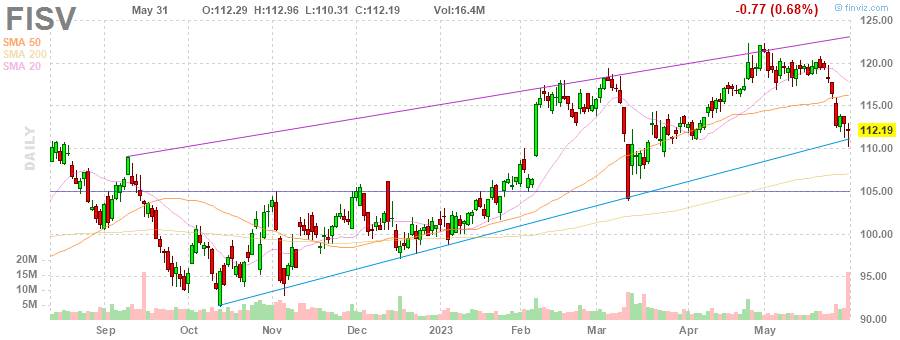 FISV May 31 O:112.29 H:112.96 L:110.31 C:112.19 Vol:16.4M -0.77 (0.68%) © finviz.com
SMA 50
SMA 200
SMA 20
DAILY
125.00
120.00
115.00
112.19
110.00
105.00
100.00
95.00
90.00
20M
15M
10M
5M
Sep Oct Nov Dec 2023 Feb Mar Apr May